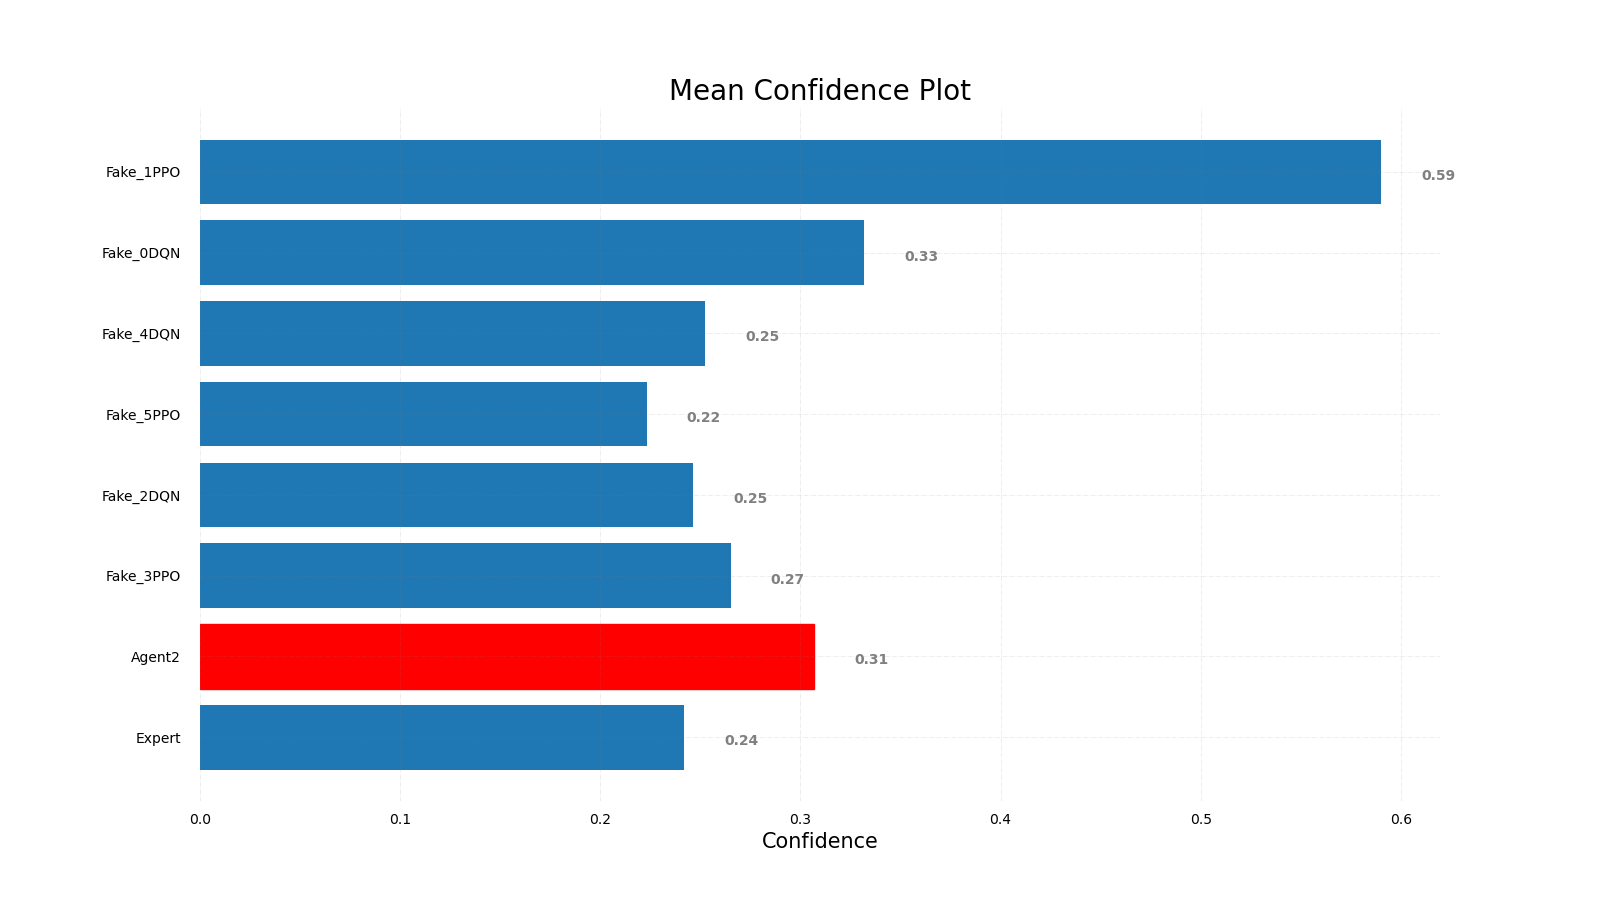 Mean Confidence Plot
Fake_1PPO 0.59
Fake_0DQN 0.33
Fake_4DQN 0.25
Fake_5PPO 0.22
Fake_2DQN 0.25
Fake_3PPO 0.27
Agent2 0.31
Expert 0.24
0.0 0.1 0.2 0.3 0.4 0.5 0.6
Confidence